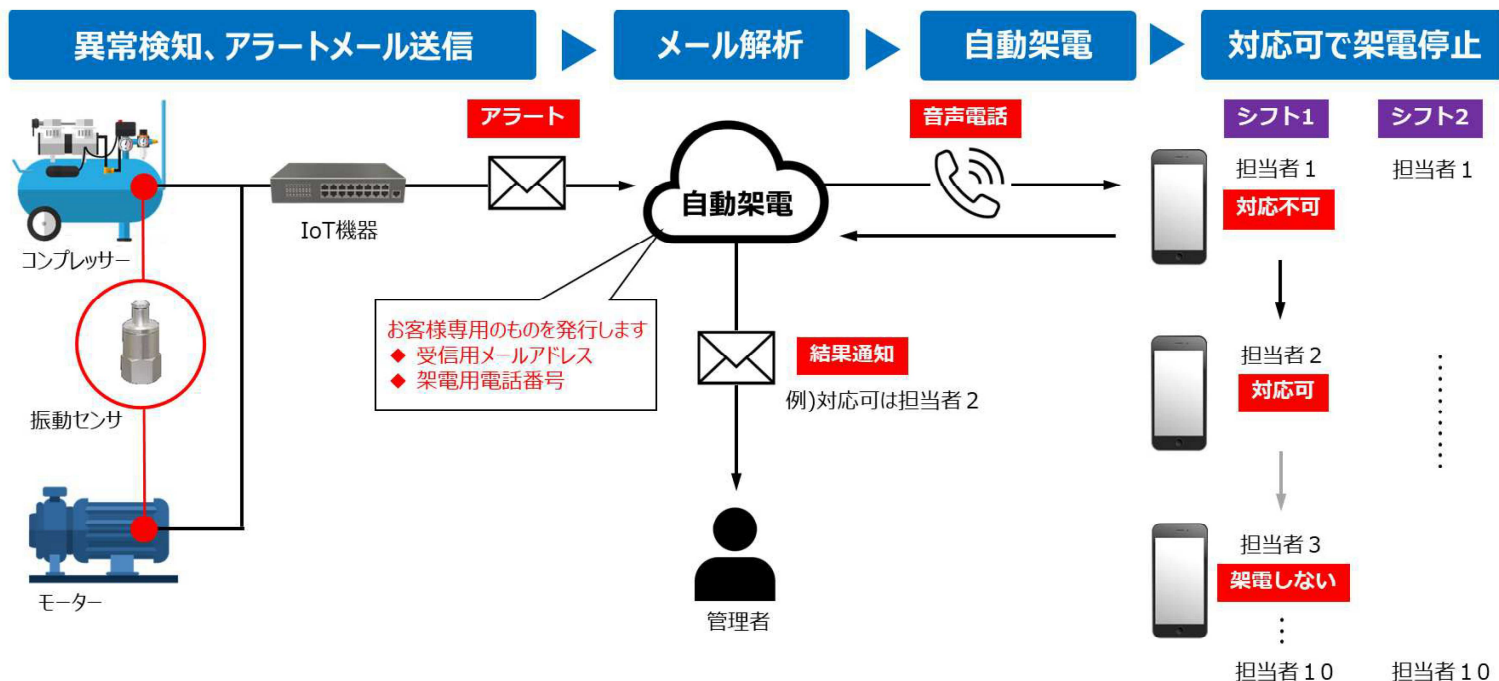 異常検知、アラートメール送信
メール解析
自動架電
対応可で架電停止
アラート
音声電話
シフト1
シフト2
担当者1
対応不可
担当者1
自動架電
IoT機器
コンプレッサー
お客様専用のものを発行します
◆ 受信用メールアドレス
◆ 架電用電話番号
結果通知
例)対応可は担当者2
担当者2
対応可
振動センサ
担当者3
架電しない
モーター
管理者
担当者10
担当者10